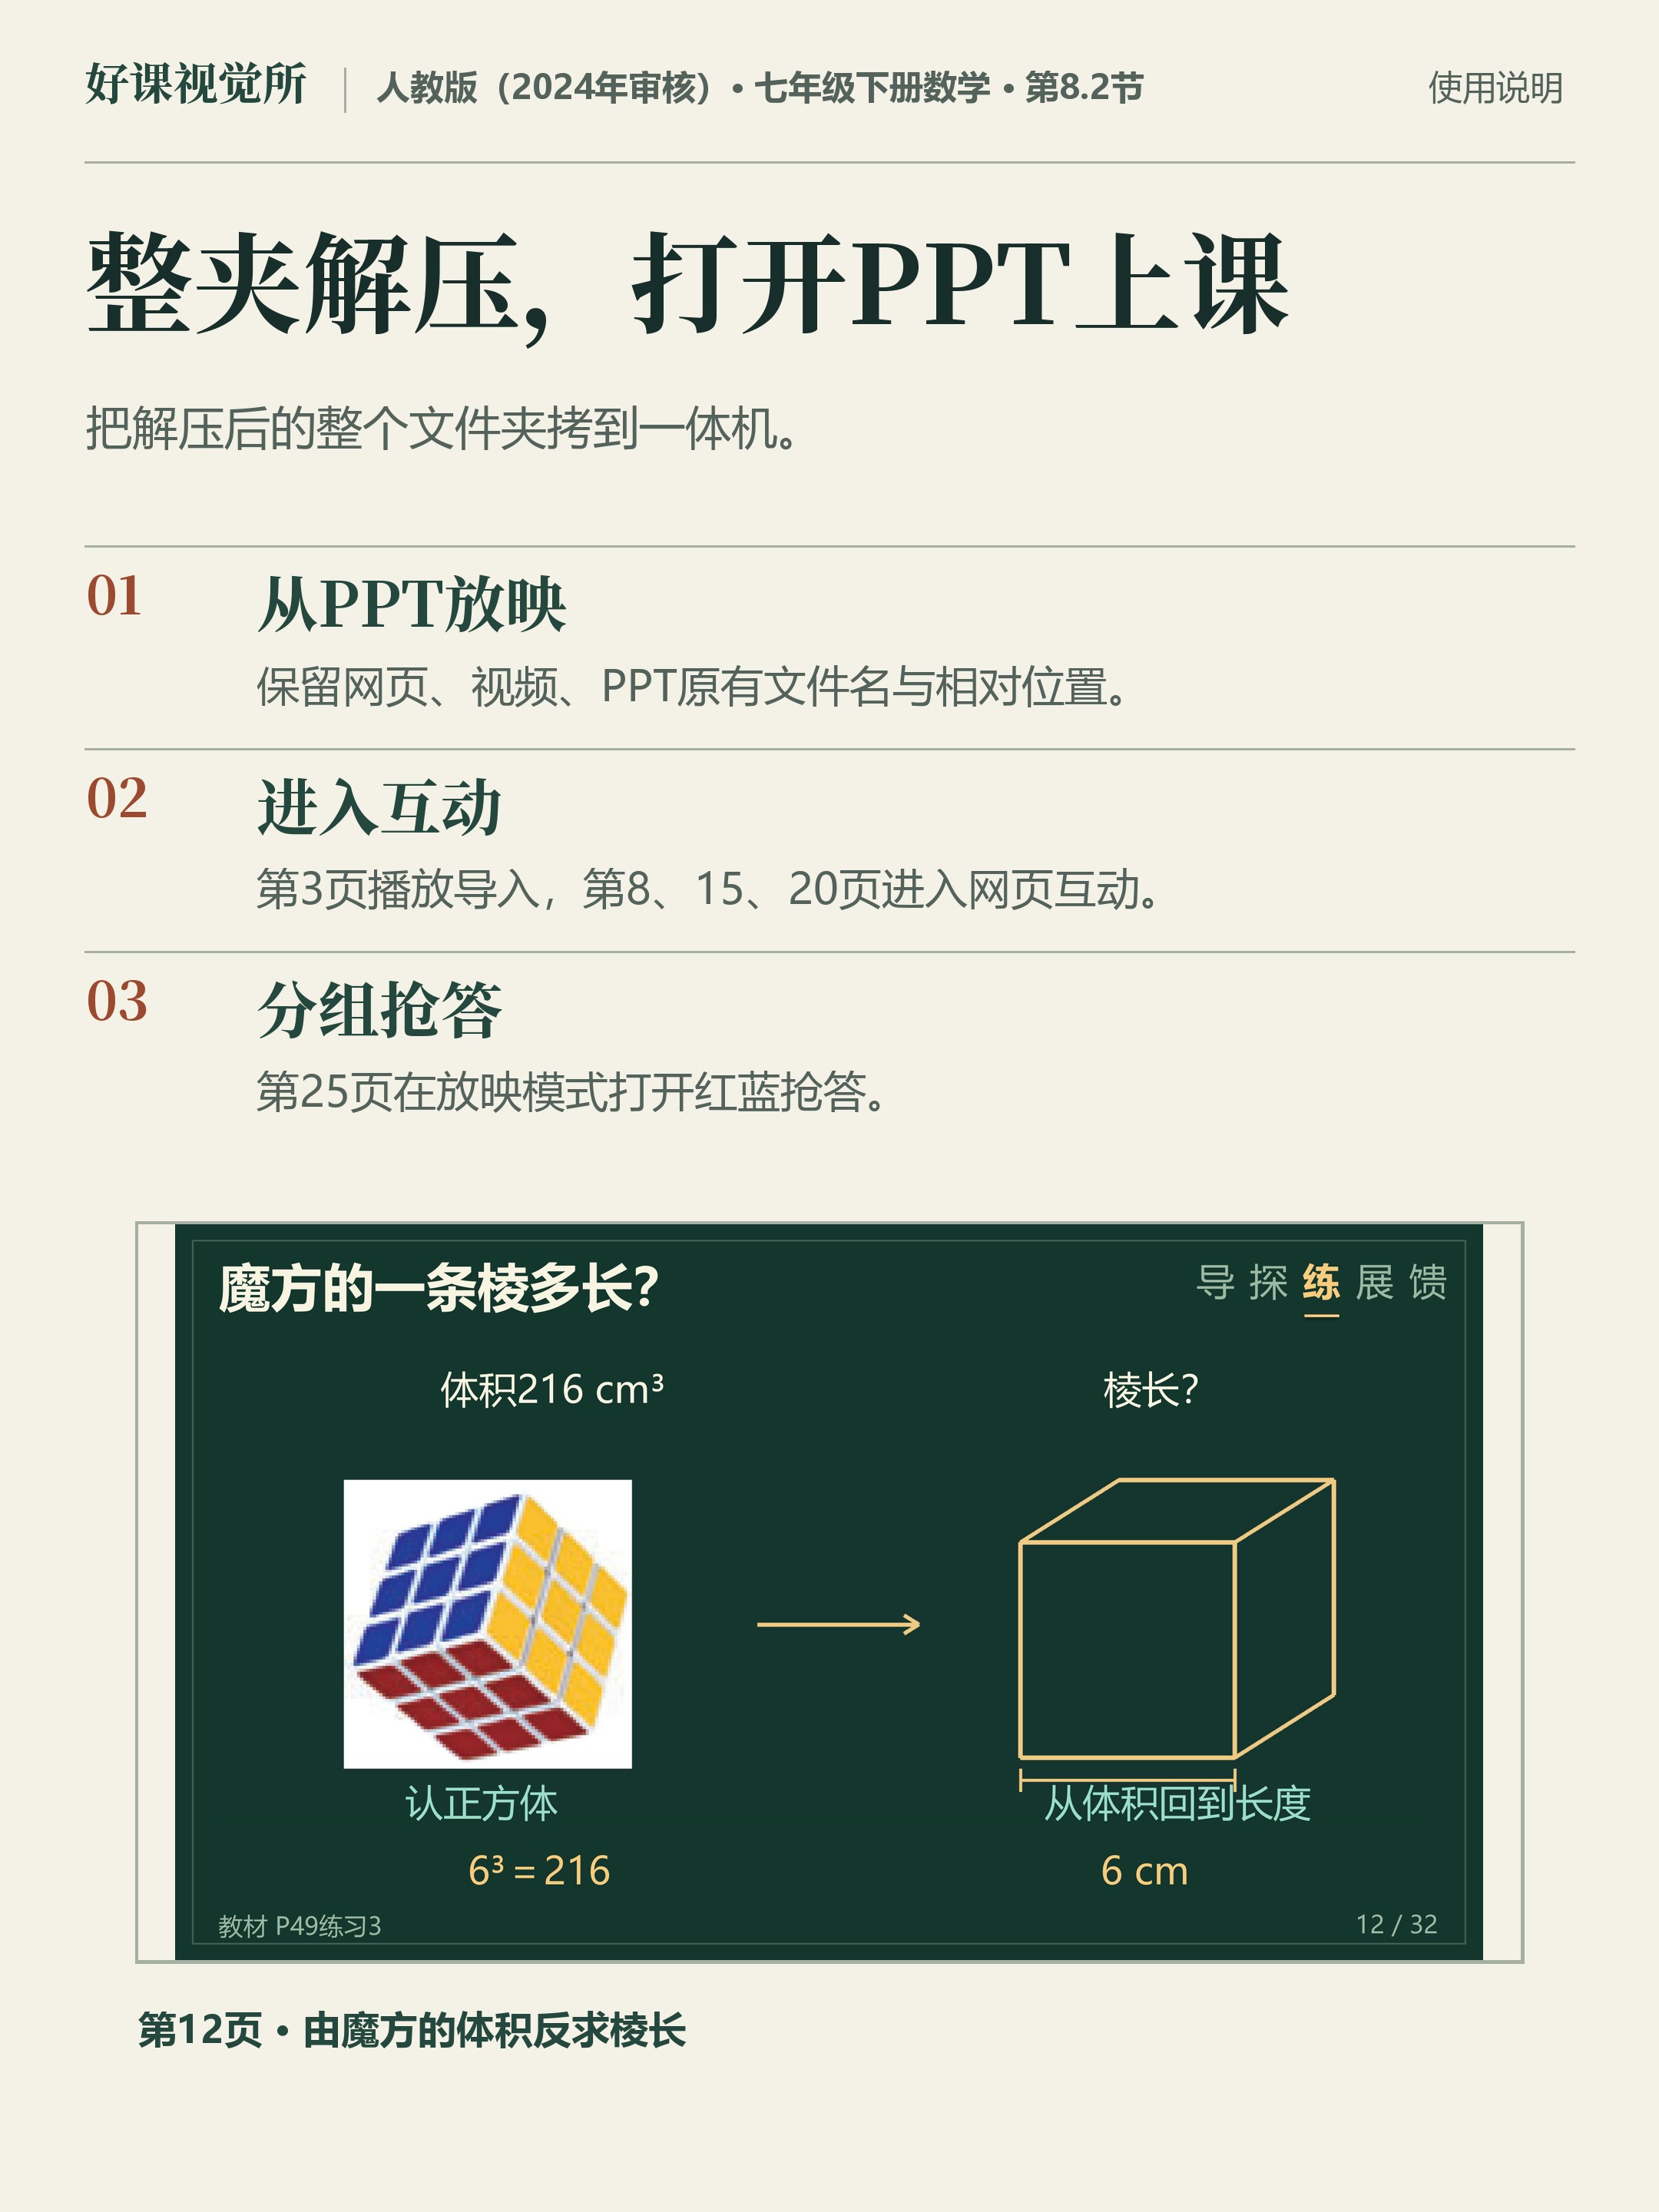 好课视觉所
人教版（2024年审核）• 七年级下册数学 • 第8.2节
使用说明
整夹解压，打开PPT上课
把解压后的整个文件夹拷到一体机。
01
从PPT放映
保留网页、视频、PPT原有文件名与相对位置。
02
进入互动
第3页播放导入，第8、15、20页进入网页互动。
03
分组抢答
第25页在放映模式打开红蓝抢答。
魔方的一条棱多长？
导 探 练 展 馈
体积216 cm³
棱长？
认正方体
从体积回到长度
6³ = 216
6 cm
教材 P49练习3
12 / 32
第12页 • 由魔方的体积反求棱长